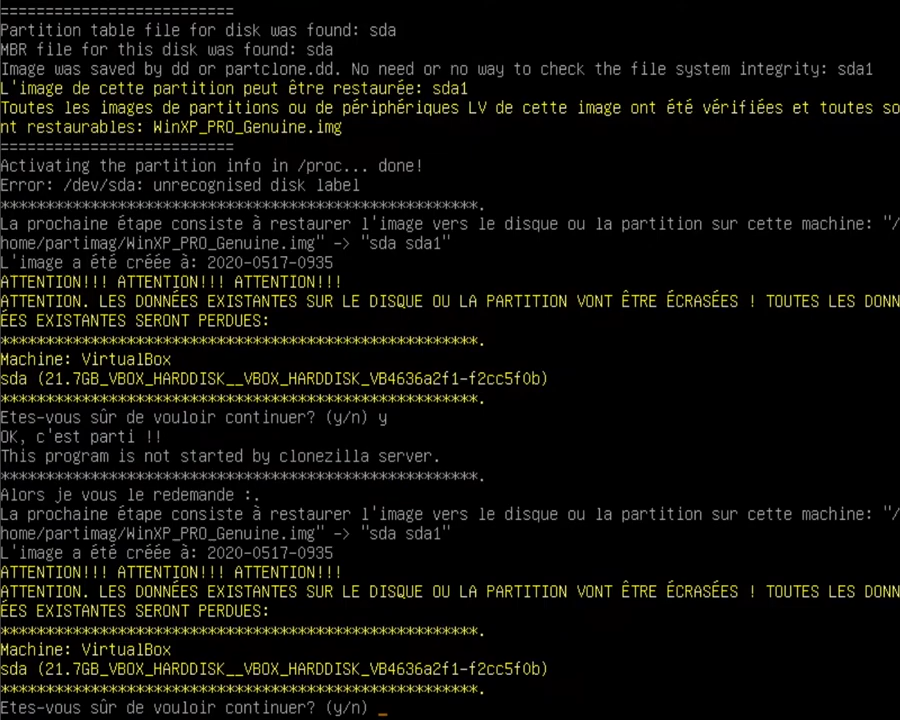 ==========================
Partition table file for disk was found: sda
MBR file for this disk was found: sda
Image was saved by dd or partclone.dd. No need or no way to check the file system integrity: sda1
L'image de cette partition peut être restaurée: sda1
Toutes les images de partitions ou de périphériques LV de cette image ont été vérifiées et toutes so
nt restaurables: WinXP_PRO_Genuine.img
==========================
Activating the partition info in /proc... done!
Error: /dev/sda: unrecognised disk label
*****************************************************.
La prochaine étape consiste à restaurer l'image vers le disque ou la partition sur cette machine: "/
home/partimag/WinXP_PRO_Genuine.img" -> "sda sda1"
L'image a été créée à: 2020-0517-0935
ATTENTION!!! ATTENTION!!! ATTENTION!!!
ATTENTION. LES DONNÉES EXISTANTES SUR LE DISQUE OU LA PARTITION VONT ÊTRE ÉCRASÉES ! TOUTES LES DONN
ÉES EXISTANTES SERONT PERDUES:
*****************************************************.
Machine: VirtualBox
sda (21.7GB_VBOX_HARDDISK__VBOX_HARDDISK_VB4636a2f1-f2cc5f0b)
*****************************************************.
Etes-vous sûr de vouloir continuer? (y/n) y
OK, c'est parti !!
This program is not started by clonezilla server.
*****************************************************.
Alors je vous le redemande :.
La prochaine étape consiste à restaurer l'image vers le disque ou la partition sur cette machine: "/
home/partimag/WinXP_PRO_Genuine.img" -> "sda sda1"
L'image a été créée à: 2020-0517-0935
ATTENTION!!! ATTENTION!!! ATTENTION!!!
ATTENTION. LES DONNÉES EXISTANTES SUR LE DISQUE OU LA PARTITION VONT ÊTRE ÉCRASÉES ! TOUTES LES DONN
ÉES EXISTANTES SERONT PERDUES:
*****************************************************.
Machine: VirtualBox
sda (21.7GB_VBOX_HARDDISK__VBOX_HARDDISK_VB4636a2f1-f2cc5f0b)
*****************************************************.
Etes-vous sûr de vouloir continuer? (y/n) _